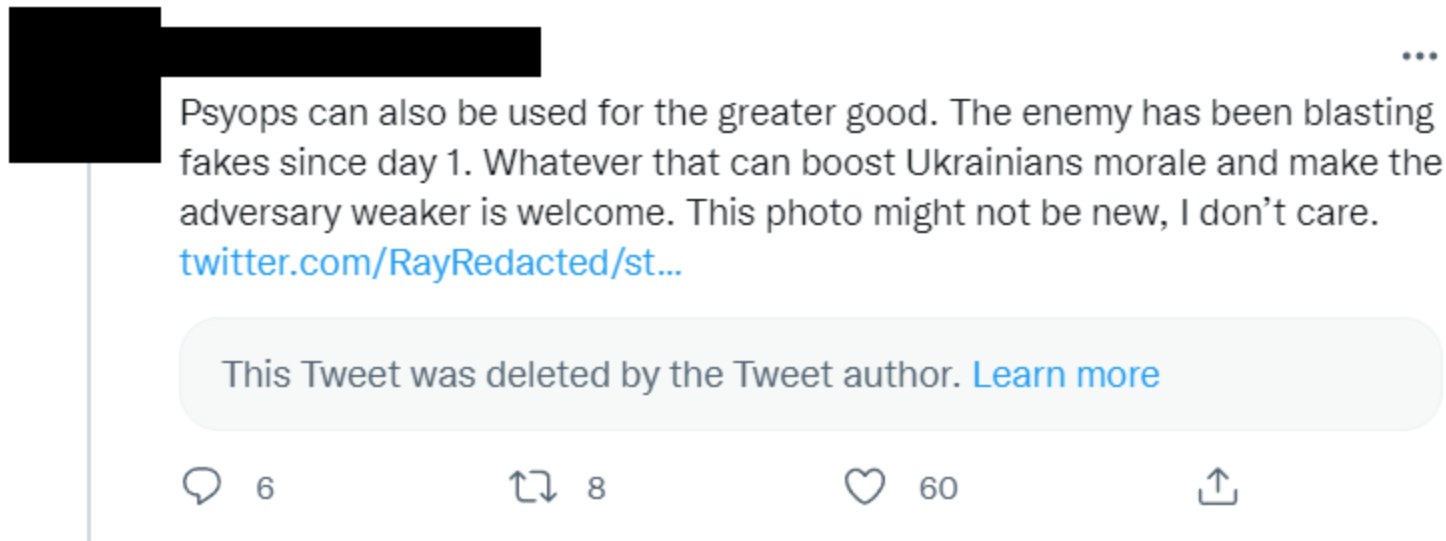 Psyops can also be used for the greater good. The enemy has been blasting
fakes since day 1. Whatever that can boost Ukrainians morale and make the
adversary weaker is welcome. This photo might not be new, I don’t care.
twitter.com/RayRedacted/st...
This Tweet was deleted by the Tweet author. Learn more
6 8 60